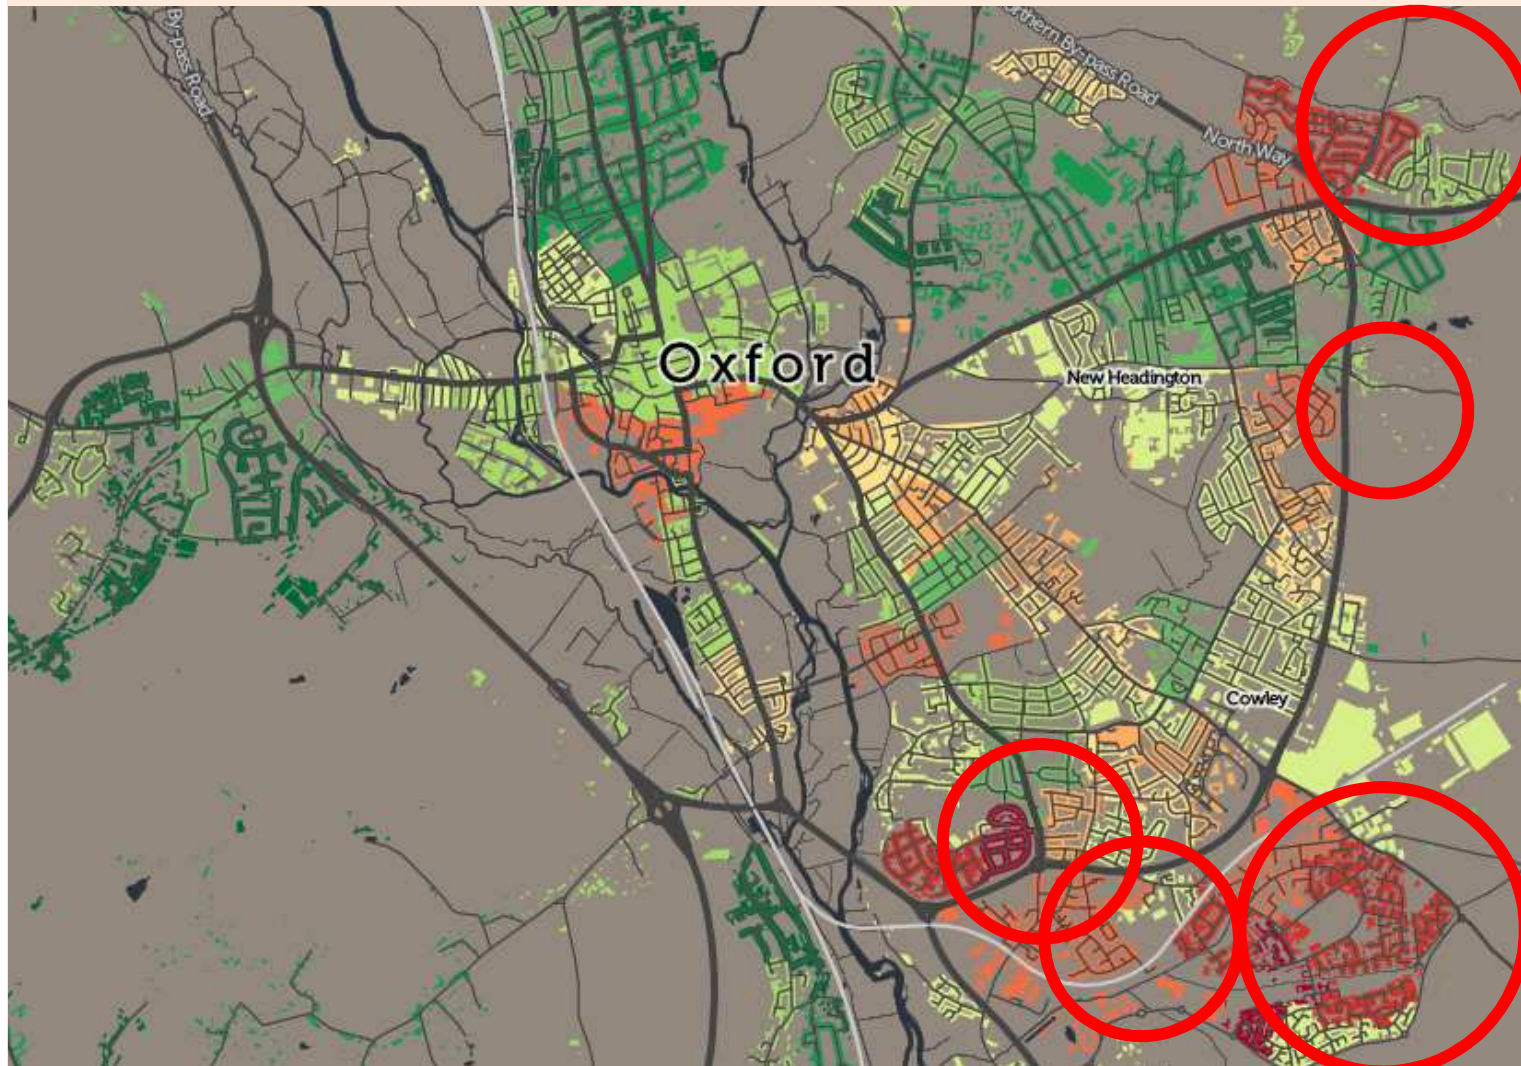 By-pass Road
Northern By-pass Road
North Way
Oxford
New Headington
Cowley